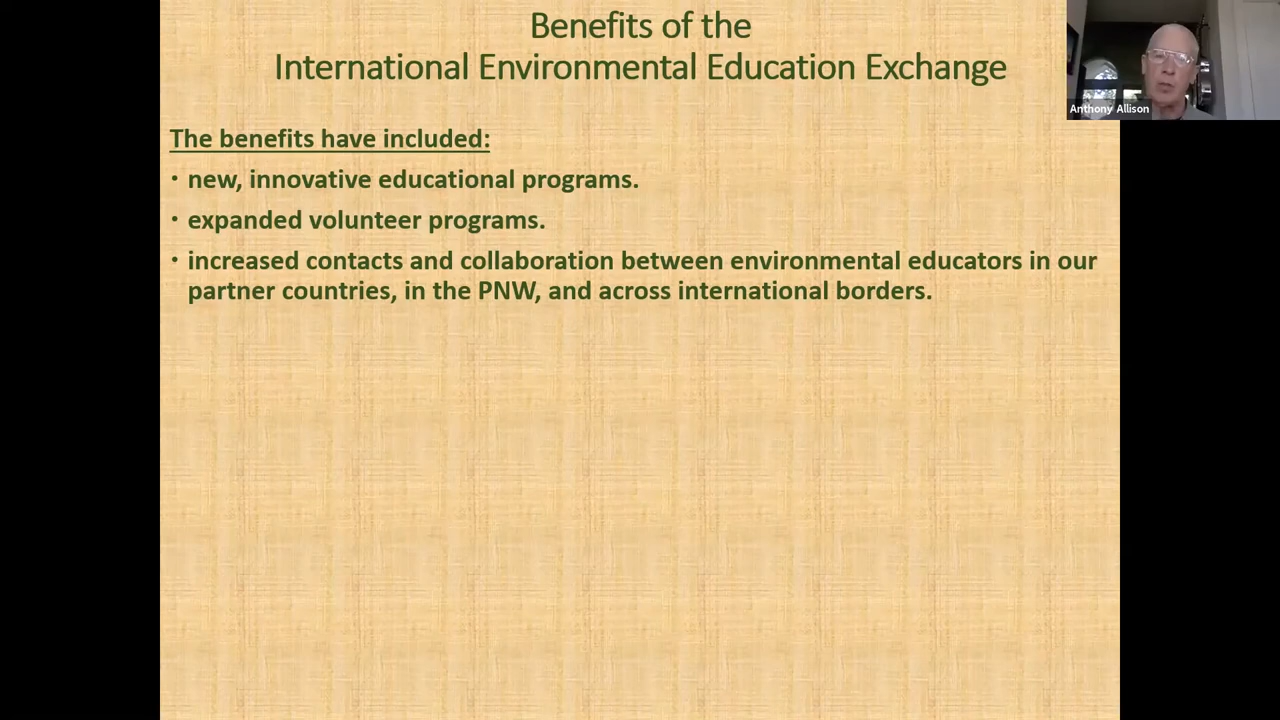 Benefits of the
International Environmental Education Exchange
Anthony Allison
The benefits have included:
• new, innovative educational programs.
• expanded volunteer programs.
• increased contacts and collaboration between environmental educators in our
partner countries, in the PNW, and across international borders.